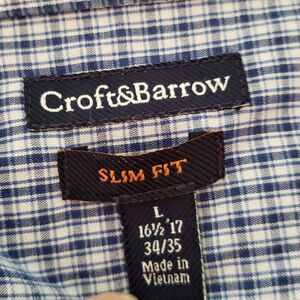 Croft&Barrow
SLIM FIT
L
16½ 17
34/35
Made in
Vietnam